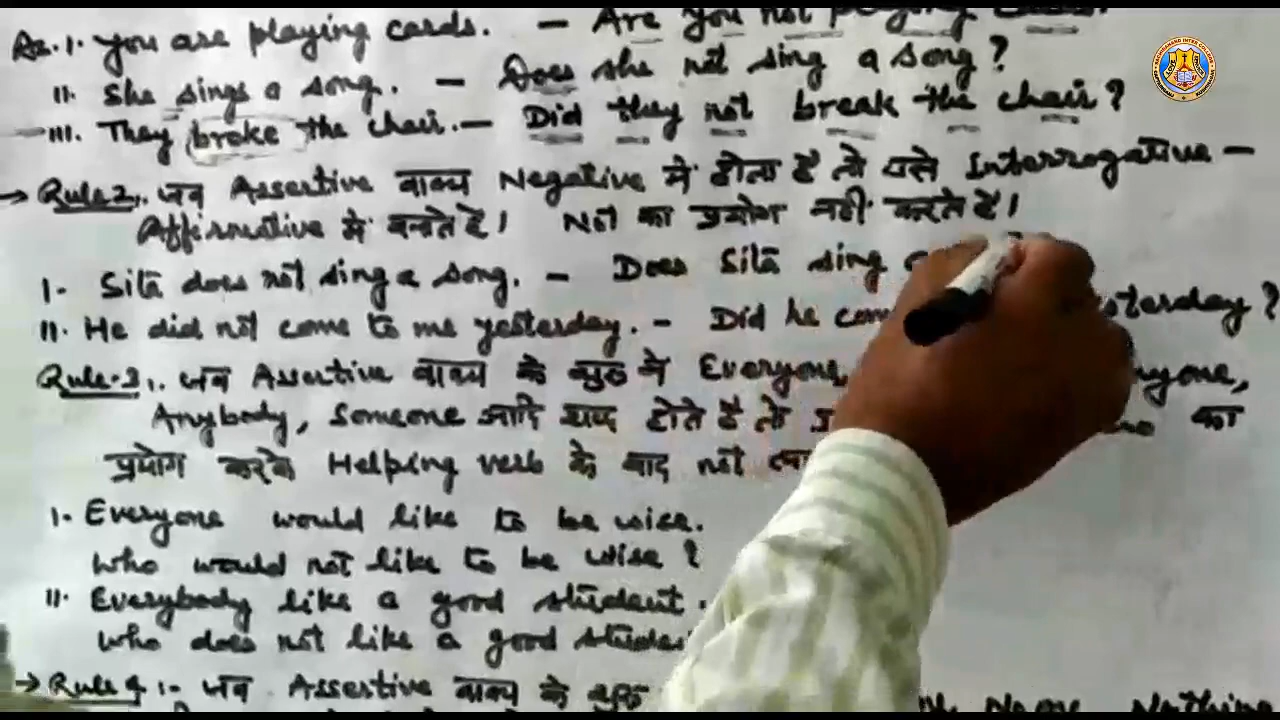 Ex.1. You are playing cards. - Are you not playing cards?
II. She sings a song. - Does she not sing a song?
III. They broke the chair. - Did they not break the chair?
Rule 2. जब Assertive वाक्य Negative में होता है तो उसे Interrogative -
Affirmative में बनाते हैं। Not का प्रयोग नहीं करते हैं।
I. Sitā does not sing a song. - Does Sitā sing
II. He did not come to me yesterday. - Did he yesterday?
Rule-3. जब Assertive वाक्य के शुरू में Everyone,
Anybody, Someone आदि शब्द होते है तो का
प्रयोग करके Helping verb के बाद not
I. Everyone would like to be wise.
Who would not like to be wise?
II. Everybody like a good student.
Who does not like a good
Rule 4. जब Assertive वाक्य के शुरू None, Nothing